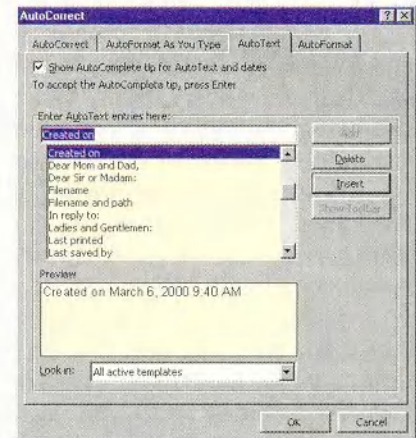 AutoCorrect
AutoCorrect AutoFormat As You Type AutoText AutoFormat
Show AutoComplete tip for AutoText and dates
To accept the AutoComplete tip, press Enter
Enter AutoText entries here:
Created on
Add
Created on
Dear Mom and Dad,
Dear Sir or Madam:
Filename
Filename and path
In reply to:
Ladies and Gentlemen:
Last printed
Last saved by
Delete
Insert
Show Toolbar
Preview
Created on March 6, 2000 9:40 AM
Look in: All active templates
OK Cancel